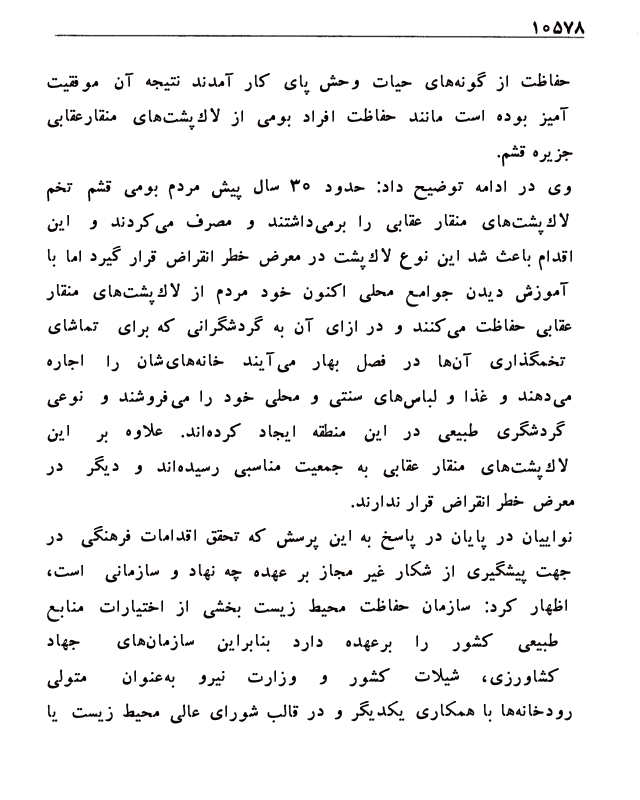 ۱۰۵۷۸
حفاظت از گونه‌های حیات وحش پای کار آمدند نتیجه آن موفقیت
آمیز بوده است مانند حفاظت افراد بومی از لاک‌پشت‌های منقارعقابی
جزیره قشم.
وی در ادامه توضیح داد: حدود ۳۰ سال پیش مردم بومی قشم تخم
لاک‌پشت‌های منقار عقابی را برمی‌داشتند و مصرف می‌کردند و این
اقدام باعث شد این نوع لاک‌پشت در معرض خطر انقراض قرار گیرد اما با
آموزش دیدن جوامع محلی اکنون خود مردم از لاک‌پشت‌های منقار
عقابی حفاظت می‌کنند و در ازای آن به گردشگرانی که برای تماشای
تخمگذاری آن‌ها در فصل بهار می‌آیند خانه‌های‌شان را اجاره
می‌دهند و غذا و لباس‌های سنتی و محلی خود را می‌فروشند و نوعی
گردشگری طبیعی در این منطقه ایجاد کرده‌اند. علاوه بر این
لاک‌پشت‌های منقار عقابی به جمعیت مناسبی رسیده‌اند و دیگر در
معرض خطر انقراض قرار ندارند.
نواییان در پایان در پاسخ به این پرسش که تحقق اقدامات فرهنگی در
جهت پیشگیری از شکار غیر مجاز بر عهده چه نهاد و سازمانی است،
اظهار کرد: سازمان حفاظت محیط زیست بخشی از اختیارات منابع
طبیعی کشور را برعهده دارد بنابراین سازمان‌های جهاد
کشاورزی، شیلات کشور و وزارت نیرو به‌عنوان متولی
رودخانه‌ها با همکاری یکدیگر و در قالب شورای عالی محیط زیست یا